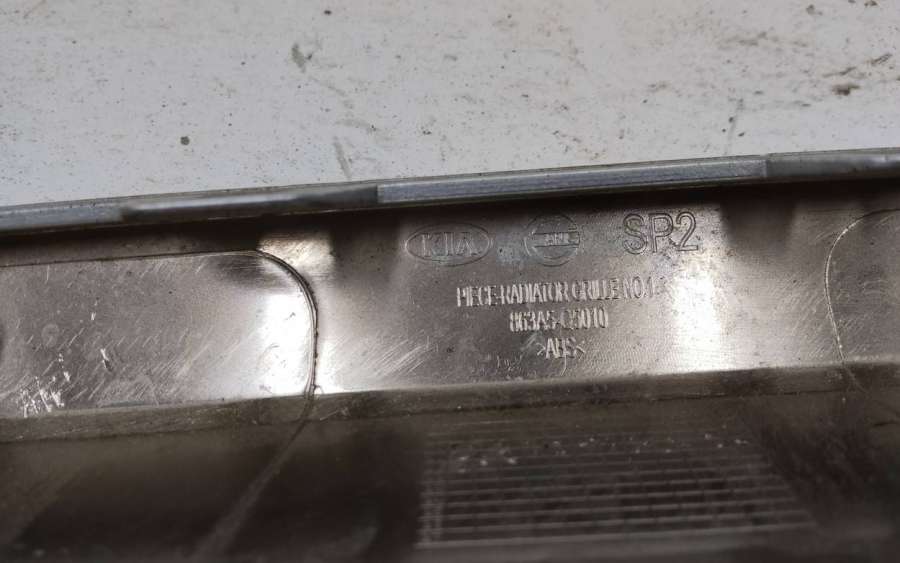 KIA SP2
PIECE-RADIATOR GRILLE NO.1
863A5-Q5010
>ABS<